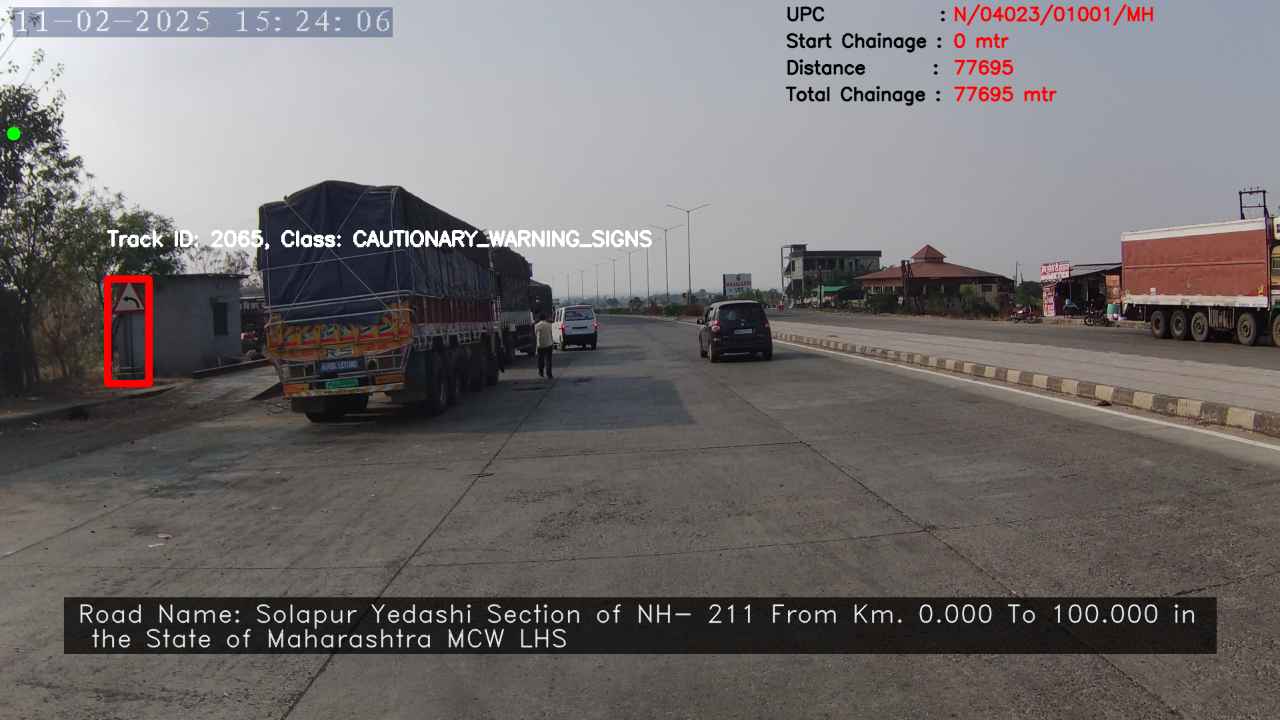 11-02-2025 15:24:06
UPC : N/04023/01001/MH
Start Chainage : 0 mtr
Distance : 77695
Total Chainage : 77695 mtr
Track ID: 2065, Class: CAUTIONARY_WARNING_SIGNS
Road Name: Solapur Yedashi Section of NH- 211 From Km. 0.000 To 100.000 in
the State of Maharashtra MCW LHS